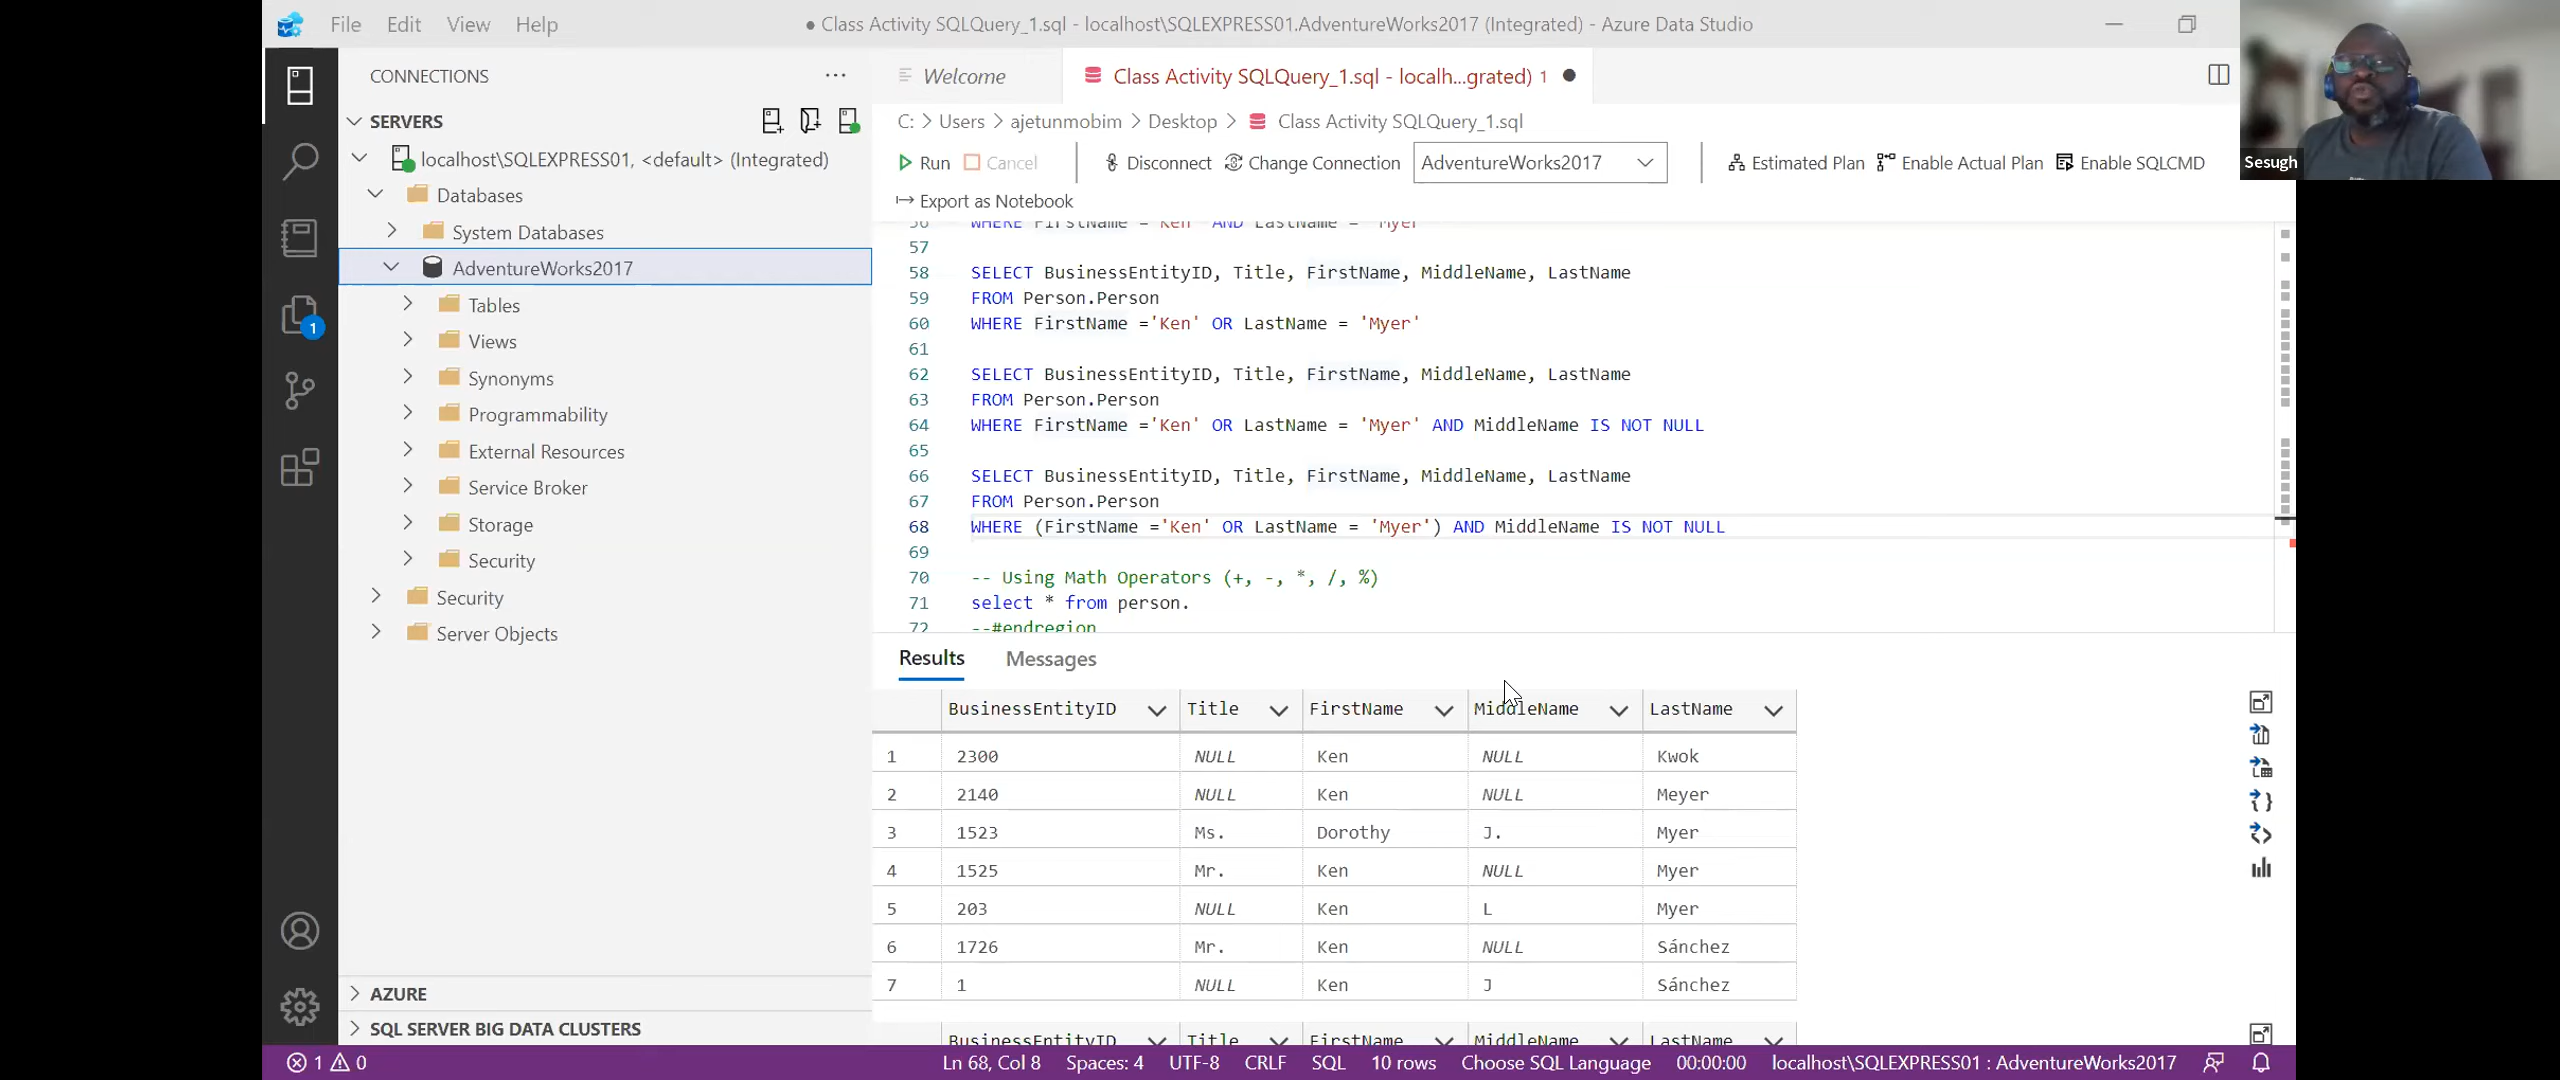 File Edit View Help
● Class Activity SQLQuery_1.sql - localhost\SQLEXPRESS01.AdventureWorks2017 (Integrated) - Azure Data Studio
CONNECTIONS
SERVERS
localhost\SQLEXPRESS01, <default> (Integrated)
Databases
System Databases
AdventureWorks2017
Tables
Views
Synonyms
Programmability
External Resources
Service Broker
Storage
Security
Security
Server Objects
AZURE
SQL SERVER BIG DATA CLUSTERS
1
Welcome
Class Activity SQLQuery_1.sql - localh...grated) 1 ●
C: > Users > ajetunmobim > Desktop > Class Activity SQLQuery_1.sql
Run Cancel Disconnect Change Connection AdventureWorks2017 Estimated Plan Enable Actual Plan Enable SQLCMD
Export as Notebook
56 WHERE FirstName ='Ken' AND LastName = 'Myer'
57
58 SELECT BusinessEntityID, Title, FirstName, MiddleName, LastName
59 FROM Person.Person
60 WHERE FirstName ='Ken' OR LastName = 'Myer'
61
62 SELECT BusinessEntityID, Title, FirstName, MiddleName, LastName
63 FROM Person.Person
64 WHERE FirstName ='Ken' OR LastName = 'Myer' AND MiddleName IS NOT NULL
65
66 SELECT BusinessEntityID, Title, FirstName, MiddleName, LastName
67 FROM Person.Person
68 WHERE (FirstName ='Ken' OR LastName = 'Myer') AND MiddleName IS NOT NULL
69
70 -- Using Math Operators (+, -, *, /, %)
71 select * from person.
72 --#endregion
Results Messages
BusinessEntityID Title FirstName MiddleName LastName
1 2300 NULL Ken NULL Kwok
2 2140 NULL Ken NULL Meyer
3 1523 Ms. Dorothy J. Myer
4 1525 Mr. Ken NULL Myer
5 203 NULL Ken L Myer
6 1726 Mr. Ken NULL Sánchez
7 1 NULL Ken J Sánchez
BusinessEntityID Title FirstName MiddleName LastName
1 0 Ln 68, Col 8 Spaces: 4 UTF-8 CRLF SQL 10 rows Choose SQL Language 00:00:00 localhost\SQLEXPRESS01 : AdventureWorks2017
Sesugh